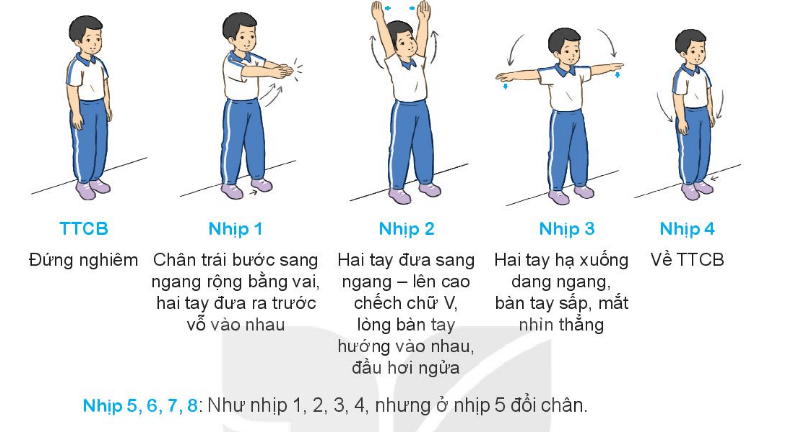 TTCB
Đứng nghiêm
Nhịp 1
Chân trái bước sang
ngang rộng bằng vai,
hai tay đưa ra trước
vỗ vào nhau
Nhịp 2
Hai tay đưa sang
ngang – lên cao
chếch chữ V,
lòng bàn tay
hướng vào nhau,
đầu hơi ngửa
Nhịp 3
Hai tay hạ xuống
dang ngang,
bàn tay sấp, mắt
nhìn thẳng
Nhịp 4
Về TTCB
Nhịp 5, 6, 7, 8: Như nhịp 1, 2, 3, 4, nhưng ở nhịp 5 đổi chân.